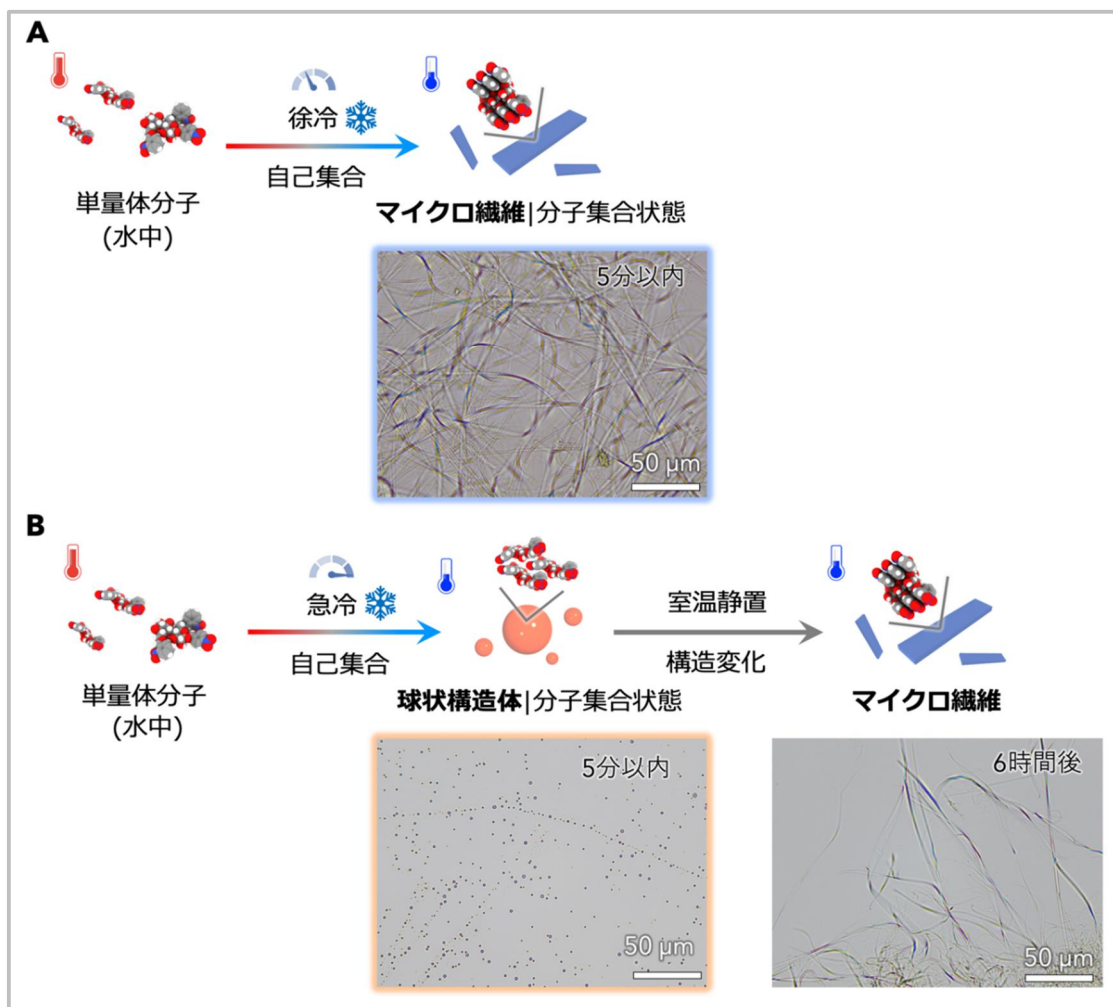 A
徐冷
自己集合
単量体分子
(水中)
マイクロ繊維|分子集合状態
5分以内
50 μm
B
急冷
自己集合
室温静置
構造変化
単量体分子
(水中)
球状構造体|分子集合状態
マイクロ繊維
5分以内
50 μm
6時間後
50 μm